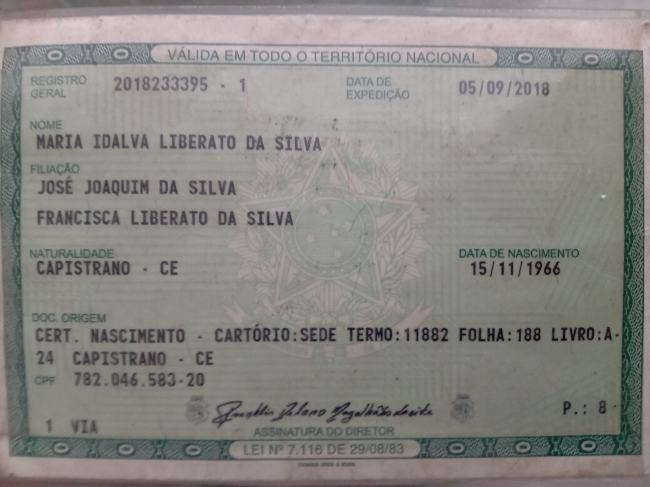 VÁLIDA EM TODO O TERRITÓRIO NACIONAL
REGISTRO GERAL 2018233395 - 1 DATA DE EXPEDIÇÃO 05/09/2018
NOME
MARIA IDALVA LIBERATO DA SILVA
FILIAÇÃO
JOSÉ JOAQUIM DA SILVA
FRANCISCA LIBERATO DA SILVA
NATURALIDADE DATA DE NASCIMENTO
CAPISTRANO - CE 15/11/1966
DOC. ORIGEM
CERT. NASCIMENTO - CARTÓRIO:SEDE TERMO:11882 FOLHA:188 LIVRO:A-
24 CAPISTRANO - CE
CPF 782.046.583-20
P.: 8
1 VIA
ASSINATURA DO DIRETOR
LEI Nº 7.116 DE 29/08/83